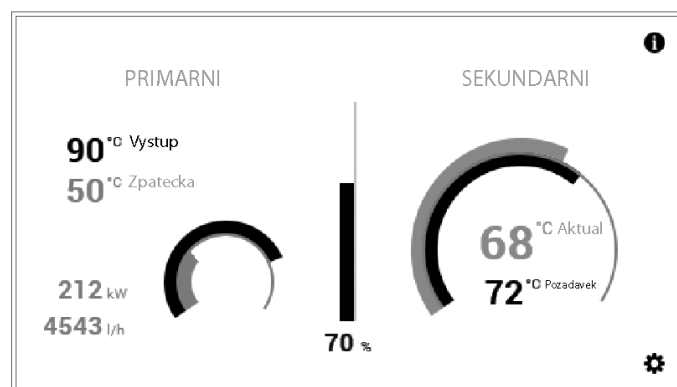 PRIMARNI
SEKUNDARNI
90 °C Vystup
50 °C Zpatecka
212 kW
4543 l/h
70 %
68 °C Aktual
72 °C Pozadavek